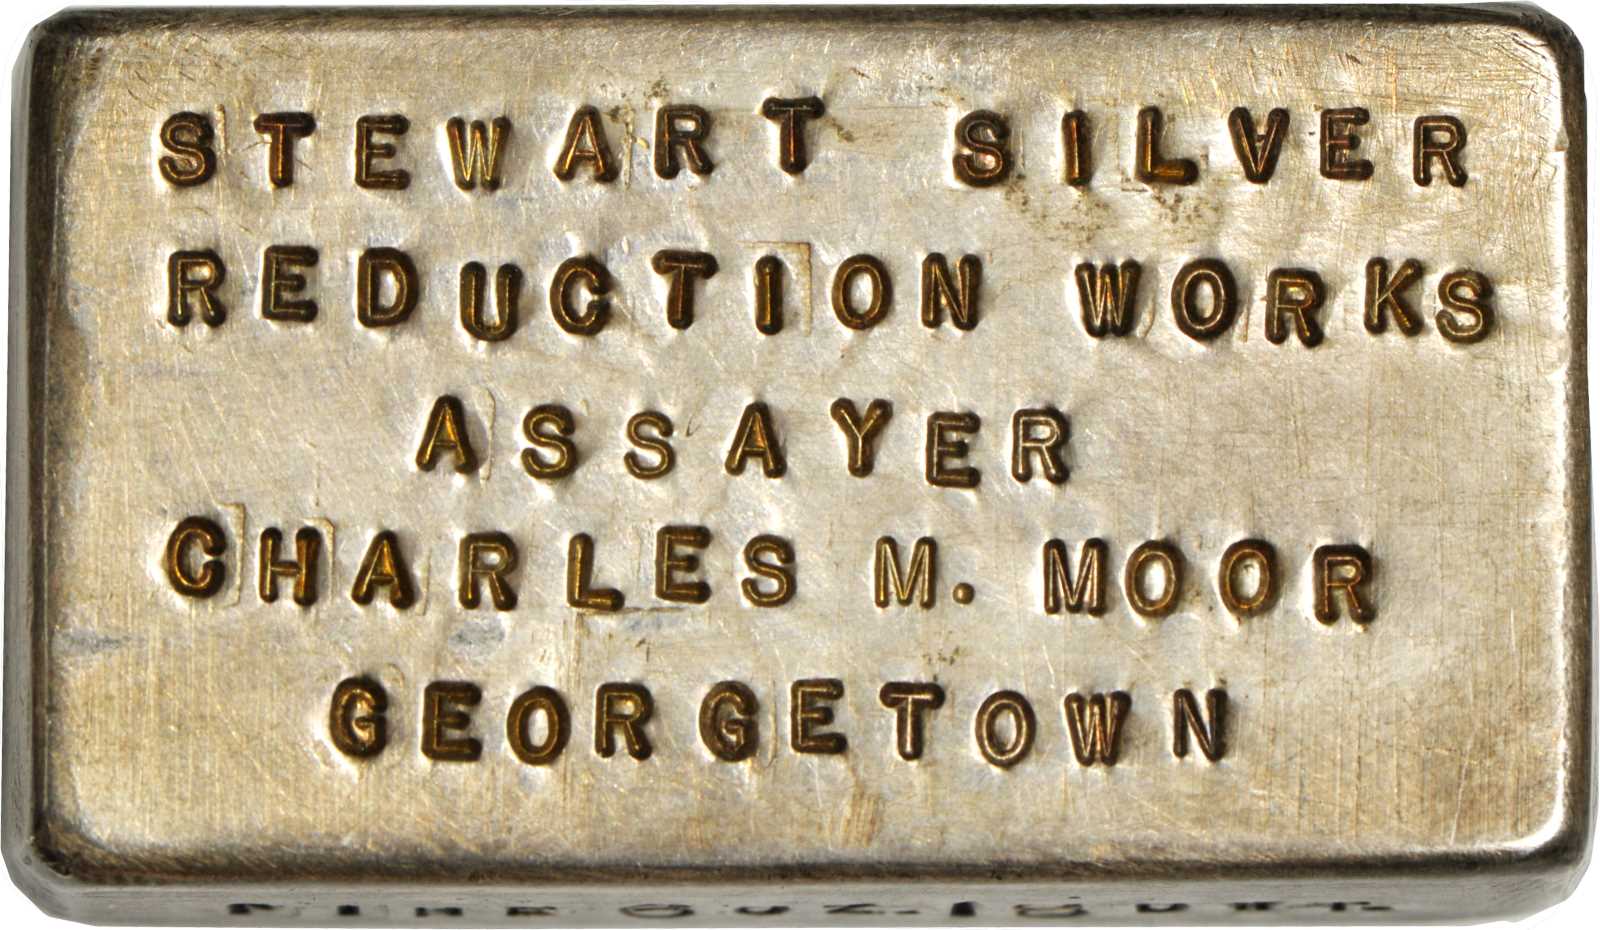 STEWART SILVER
REDUCTION WORKS
ASSAYER
CHARLES M. MOOR
GEORGETOWN